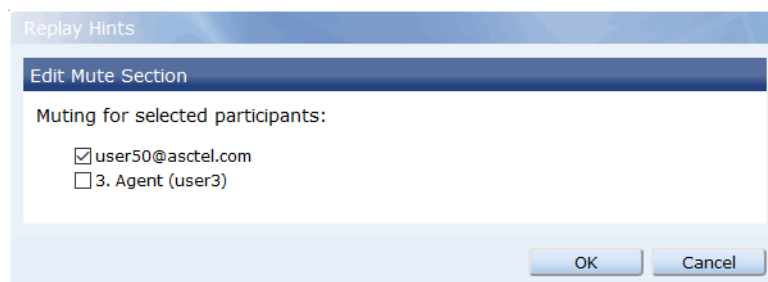 Replay Hints
Edit Mute Section
Muting for selected participants:
user50@asctel.com
3. Agent (user3)
OK Cancel